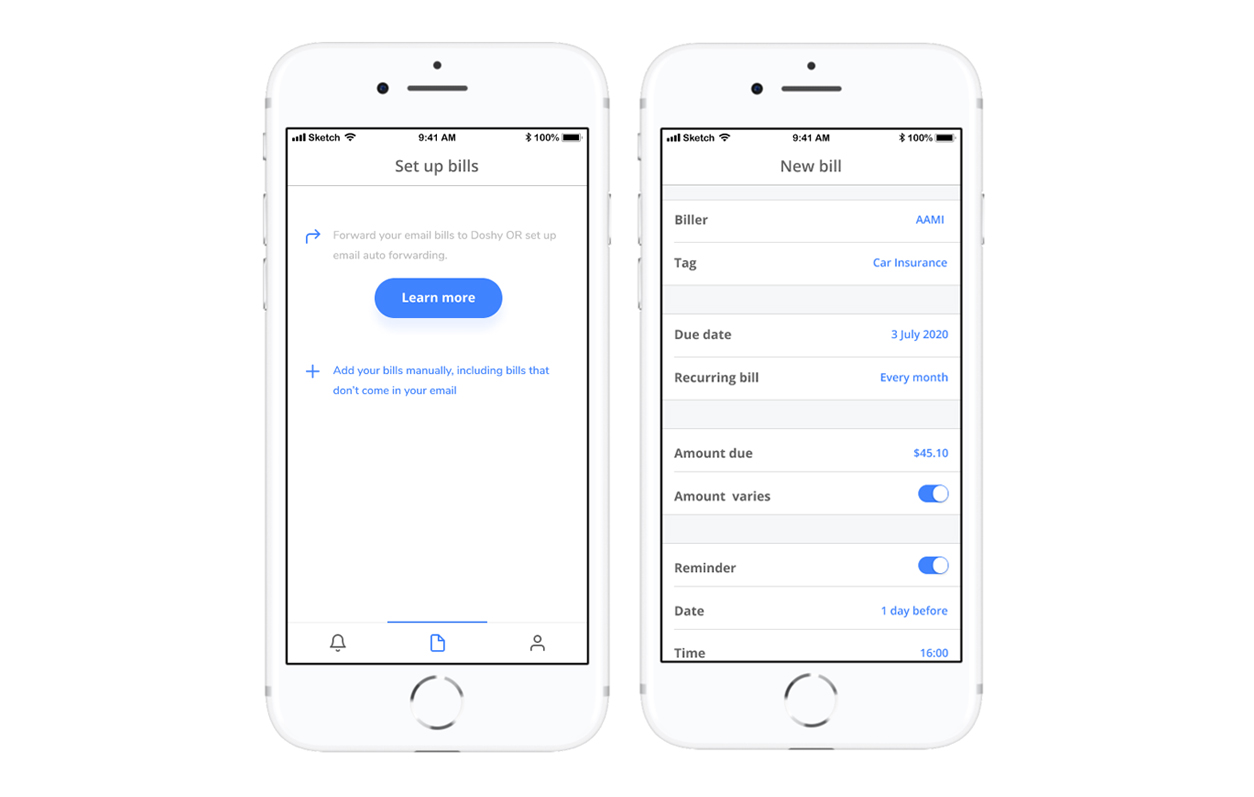 Sketch 9:41 AM 100%
Set up bills
Forward your email bills to Doshy OR set up
email auto forwarding.
Learn more
Add your bills manually, including bills that
don't come in your email
Sketch 9:41 AM 100%
New bill
Biller AAMI
Tag Car Insurance
Due date 3 July 2020
Recurring bill Every month
Amount due $45.10
Amount varies
Reminder
Date 1 day before
Time 16:00